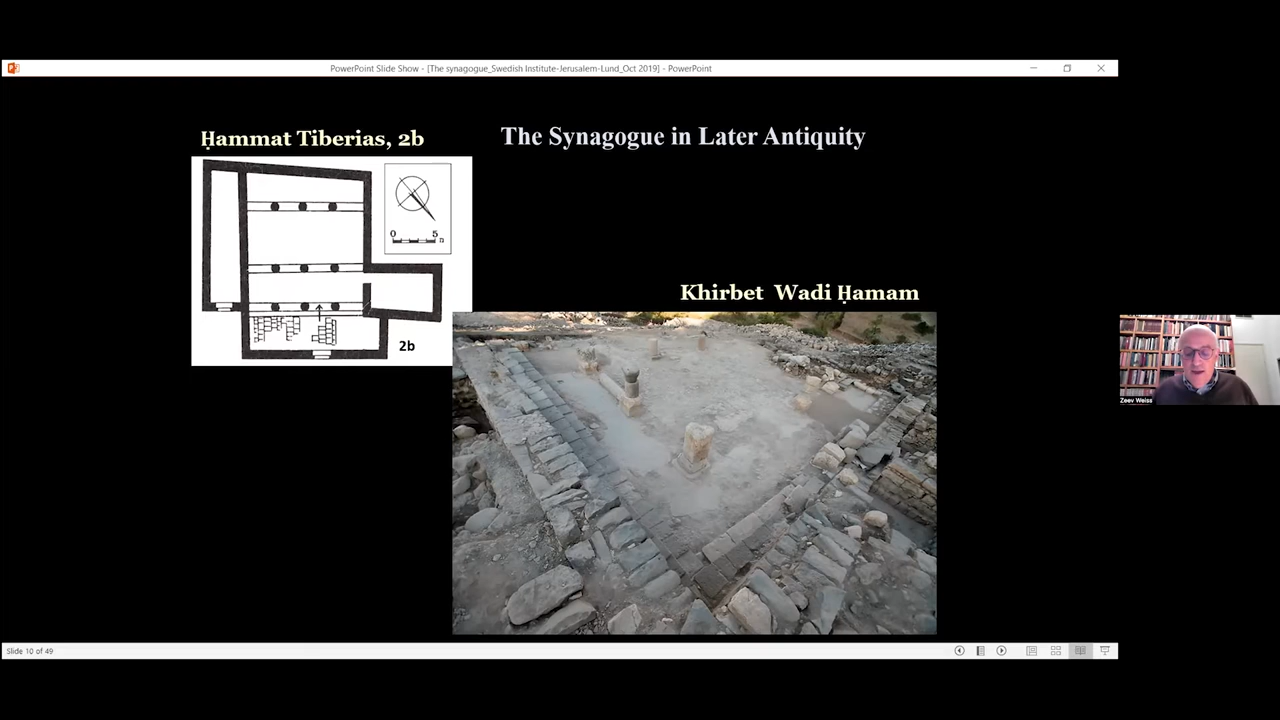 PowerPoint Slide Show - [The synagogue_Swedish Institute-Jerusalem-Lund_Oct 2019] - PowerPoint
Ḥammat Tiberias, 2b
The Synagogue in Later Antiquity
0 5
m
2b
Khirbet Wadi Ḥamam
Zeev Weiss
Slide 10 of 49